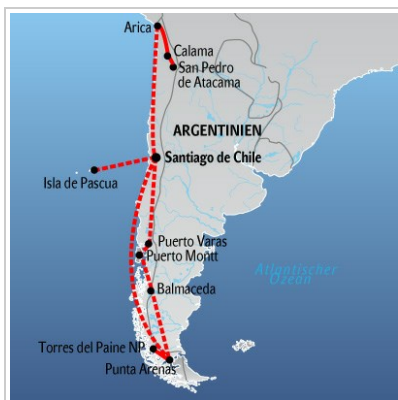 Arica
Calama
San Pedro
de Atacama
ARGENTINIEN
Santiago de Chile
Isla de Pascua
Puerto Varas
Puerto Montt
Atlantischer
Ozean
Balmaceda
Torres del Paine NP
Punta Arenas